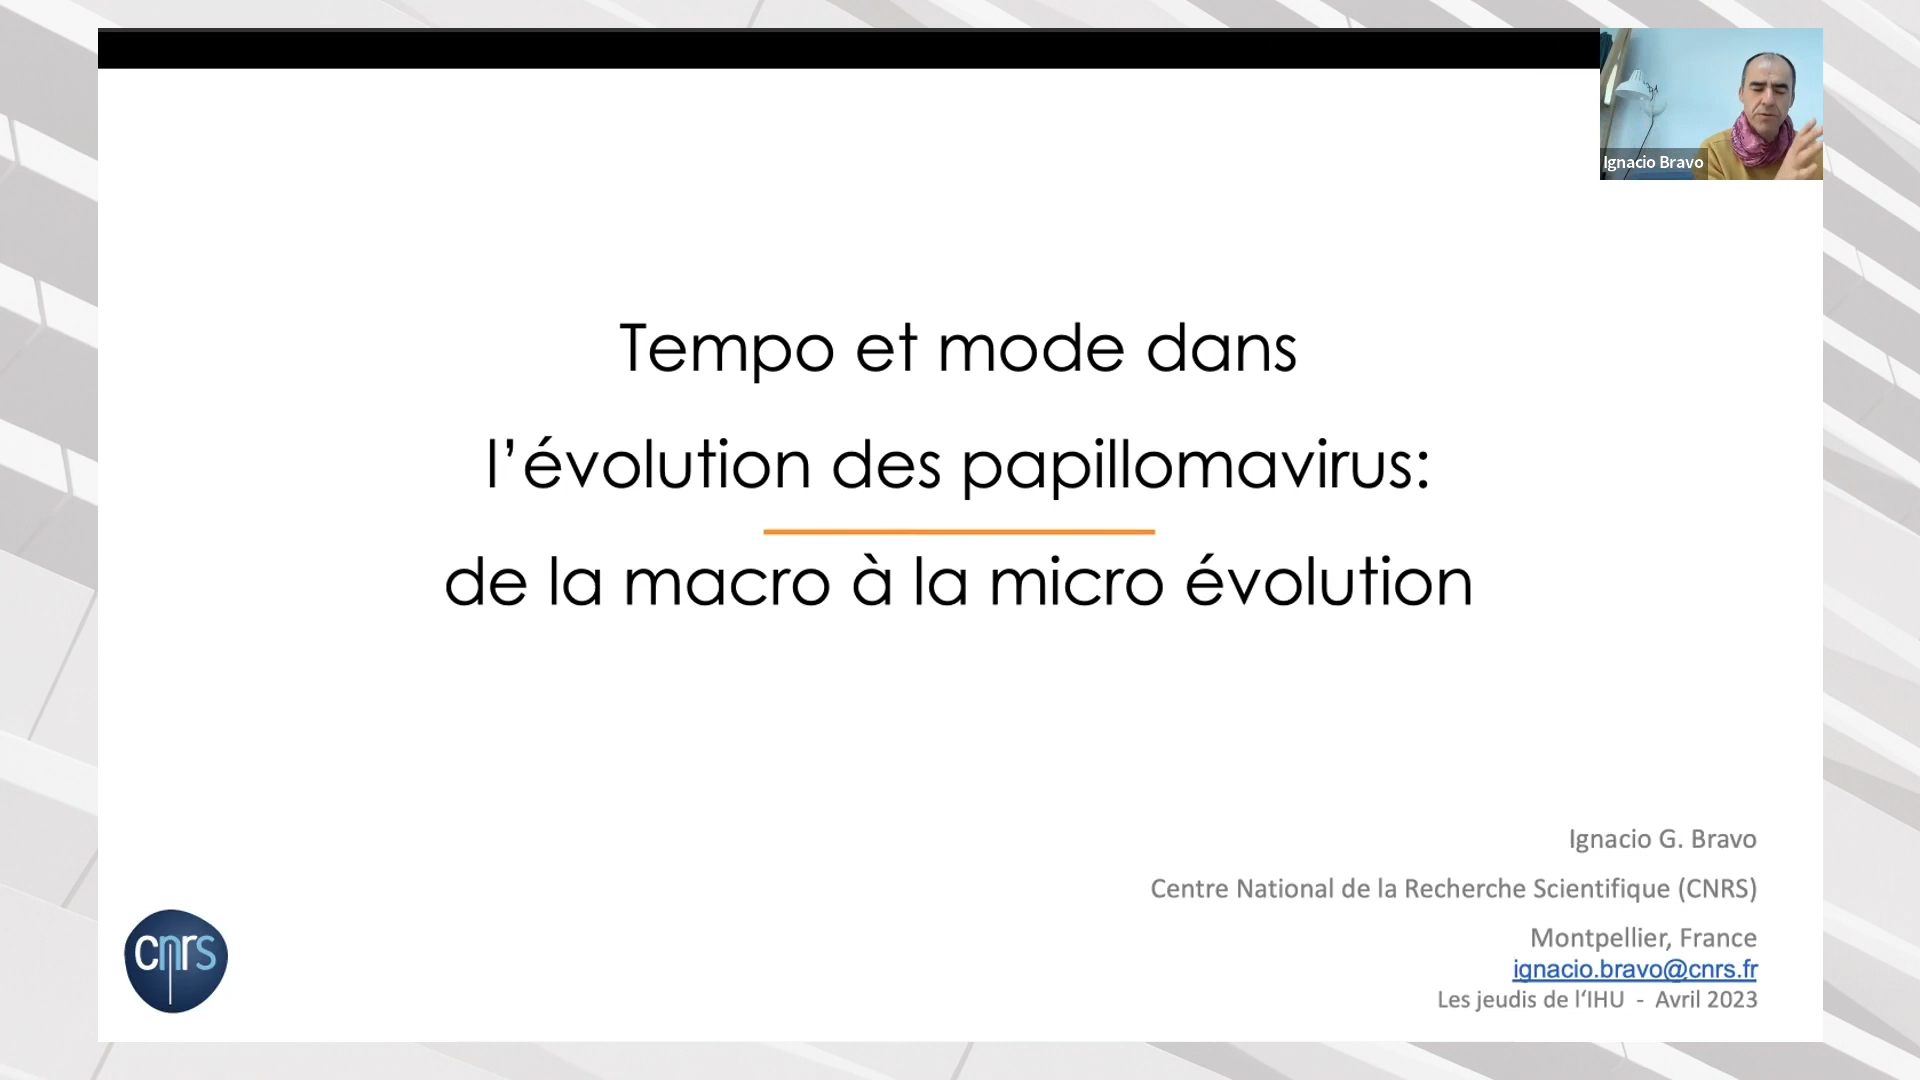 Ignacio Bravo
Tempo et mode dans
l’évolution des papillomavirus:
de la macro à la micro évolution
Ignacio G. Bravo
Centre National de la Recherche Scientifique (CNRS)
Montpellier, France
ignacio.bravo@cnrs.fr
Les jeudis de l‘IHU - Avril 2023
cnrs